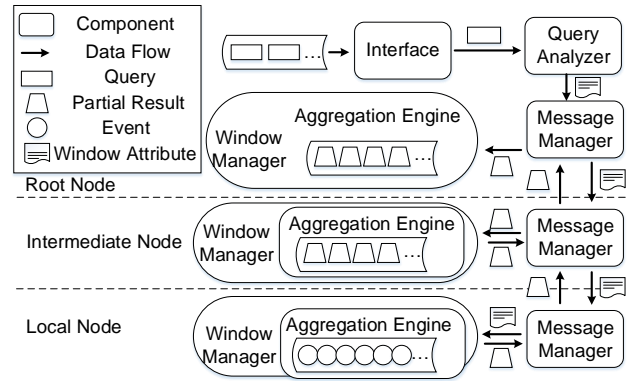 Component
Data Flow
Query
Partial Result
Event
Window Attribute
...
Interface
Query
Analyzer
Root Node
Window
Manager
Aggregation Engine
...
Message
Manager
Intermediate Node
Window
Manager
Aggregation Engine
...
Message
Manager
Local Node
Window
Manager
Aggregation Engine
...
Message
Manager